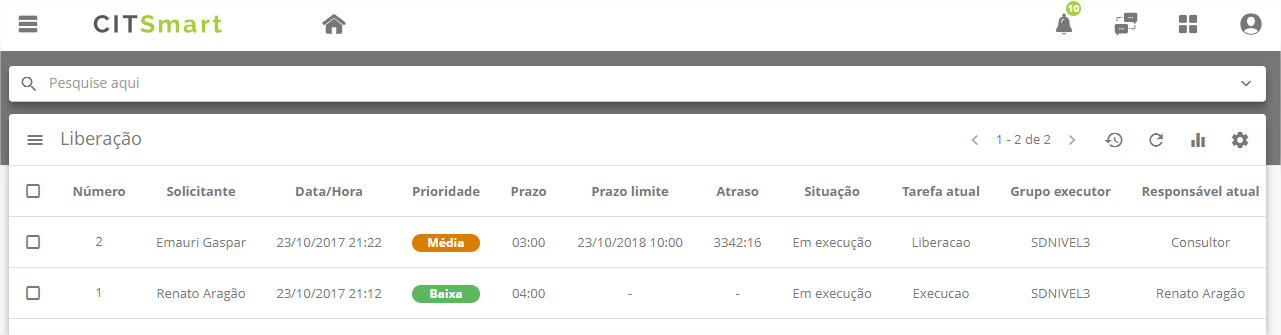 CITSmart
10
Pesquise aqui
Liberação
1 - 2 de 2
Número Solicitante Data/Hora Prioridade Prazo Prazo limite Atraso Situação Tarefa atual Grupo executor Responsável atual
2 Emauri Gaspar 23/10/2017 21:22 Média 03:00 23/10/2018 10:00 3342:16 Em execução Liberacao SDNIVEL3 Consultor
1 Renato Aragão 23/10/2017 21:12 Baixa 04:00 - - Em execução Execucao SDNIVEL3 Renato Aragão